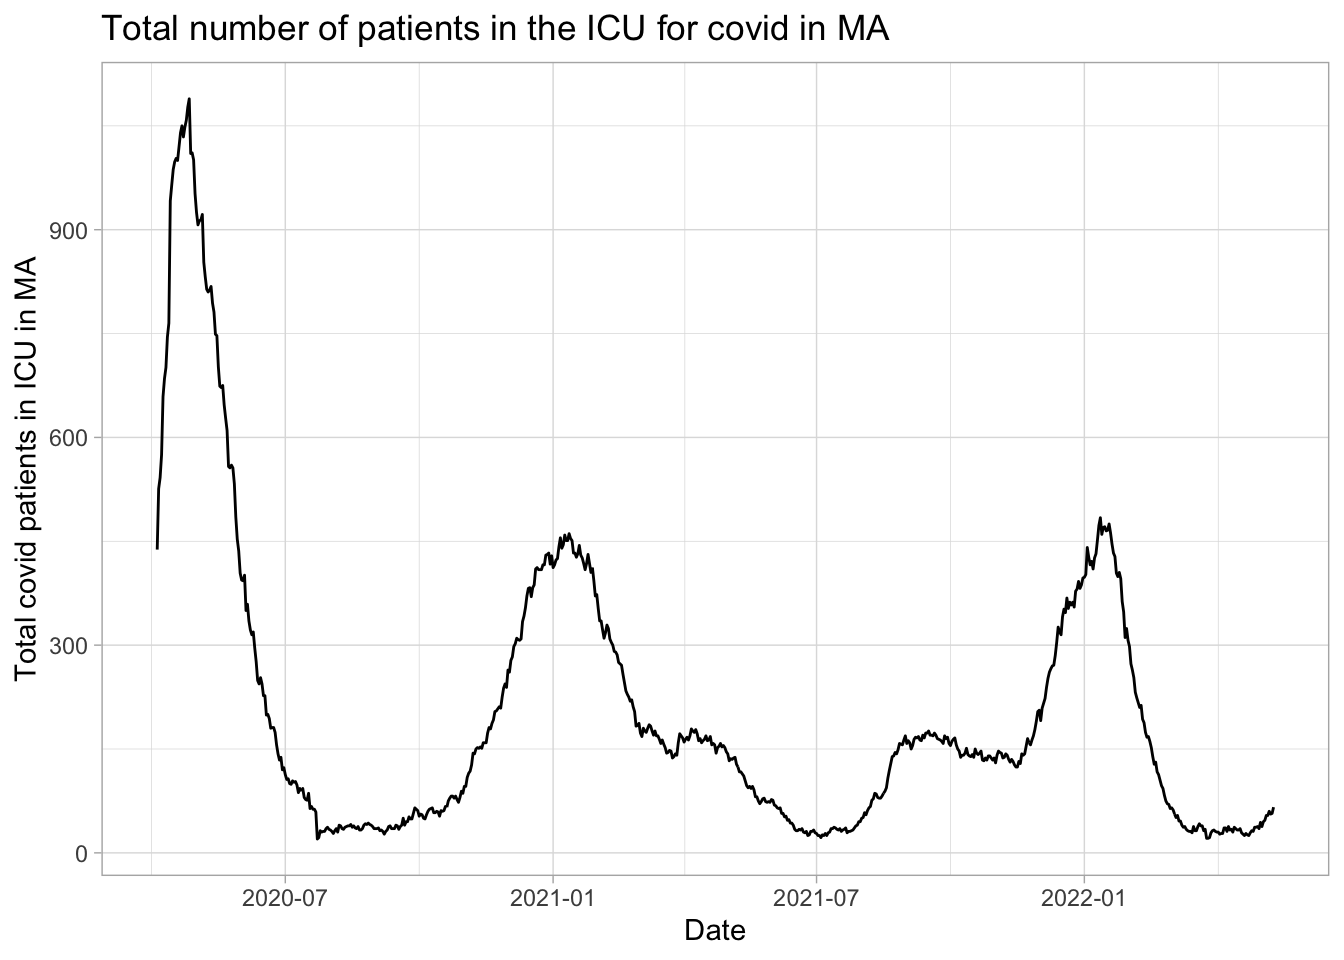 Total number of patients in the ICU for covid in MA
Total covid patients in ICU in MA
900
600
300
0
2020-07
2021-01
2021-07
2022-01
Date